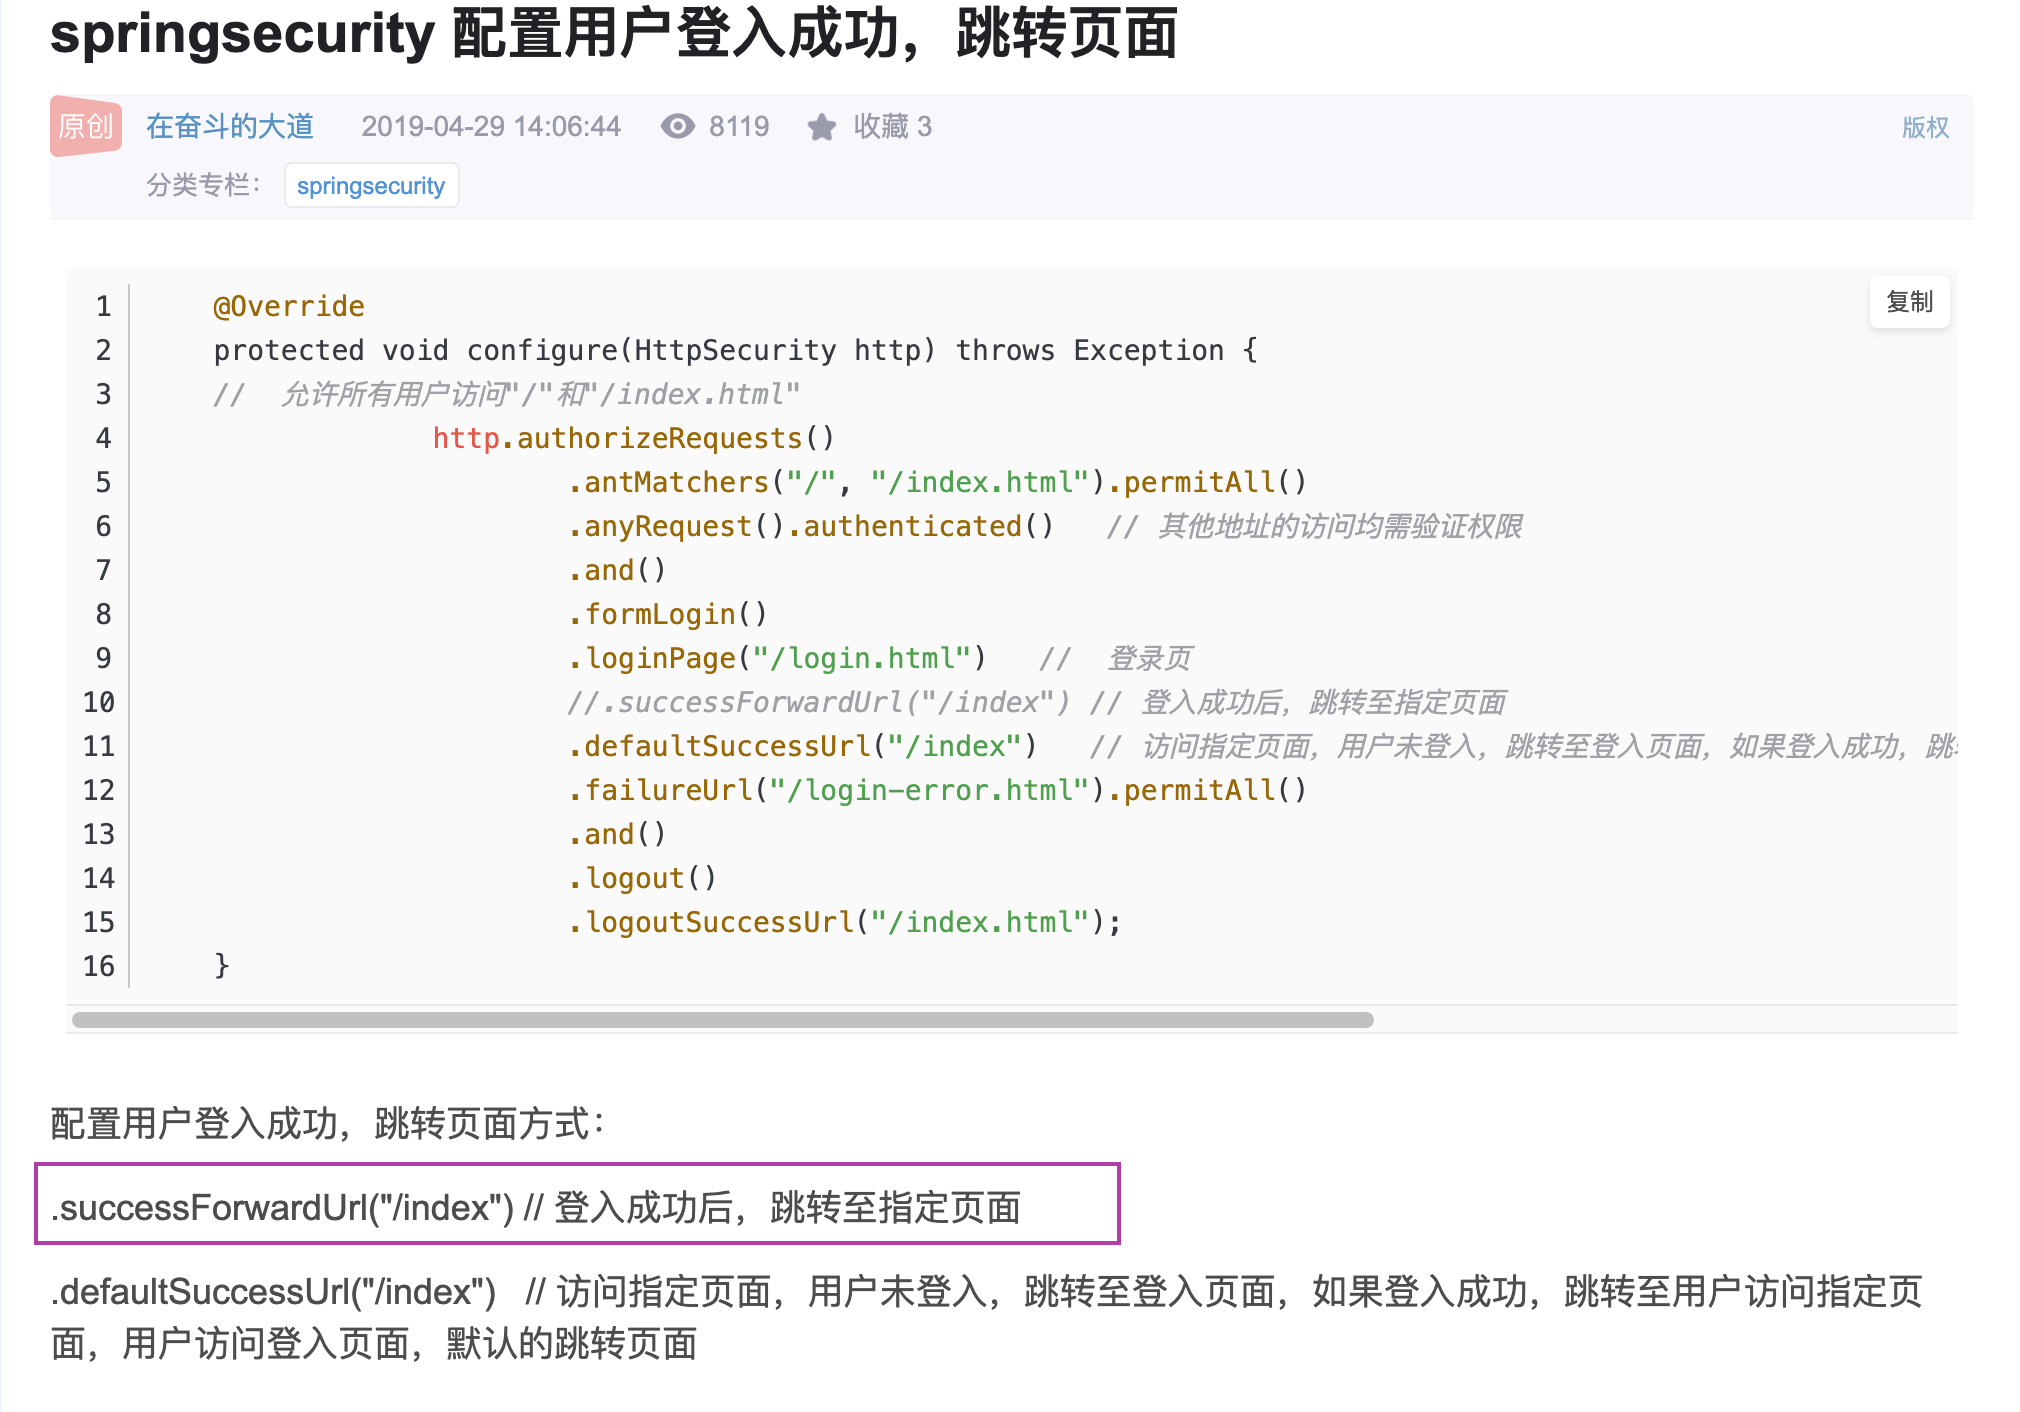 springsecurity 配置用户登入成功，跳转页面
原创 在奋斗的大道 2019-04-29 14:06:44 8119 收藏 3 版权
分类专栏： springsecurity
复制
1 @Override
2 protected void configure(HttpSecurity http) throws Exception {
3 // 允许所有用户访问"/"和"/index.html"
4 http.authorizeRequests()
5 .antMatchers("/", "/index.html").permitAll()
6 .anyRequest().authenticated() // 其他地址的访问均需验证权限
7 .and()
8 .formLogin()
9 .loginPage("/login.html") // 登录页
10 //.successForwardUrl("/index") // 登入成功后，跳转至指定页面
11 .defaultSuccessUrl("/index") // 访问指定页面，用户未登入，跳转至登入页面，如果登入成功，跳
12 .failureUrl("/login-error.html").permitAll()
13 .and()
14 .logout()
15 .logoutSuccessUrl("/index.html");
16 }
配置用户登入成功，跳转页面方式：
.successForwardUrl("/index") // 登入成功后，跳转至指定页面
.defaultSuccessUrl("/index") // 访问指定页面，用户未登入，跳转至登入页面，如果登入成功，跳转至用户访问指定页
面，用户访问登入页面，默认的跳转页面